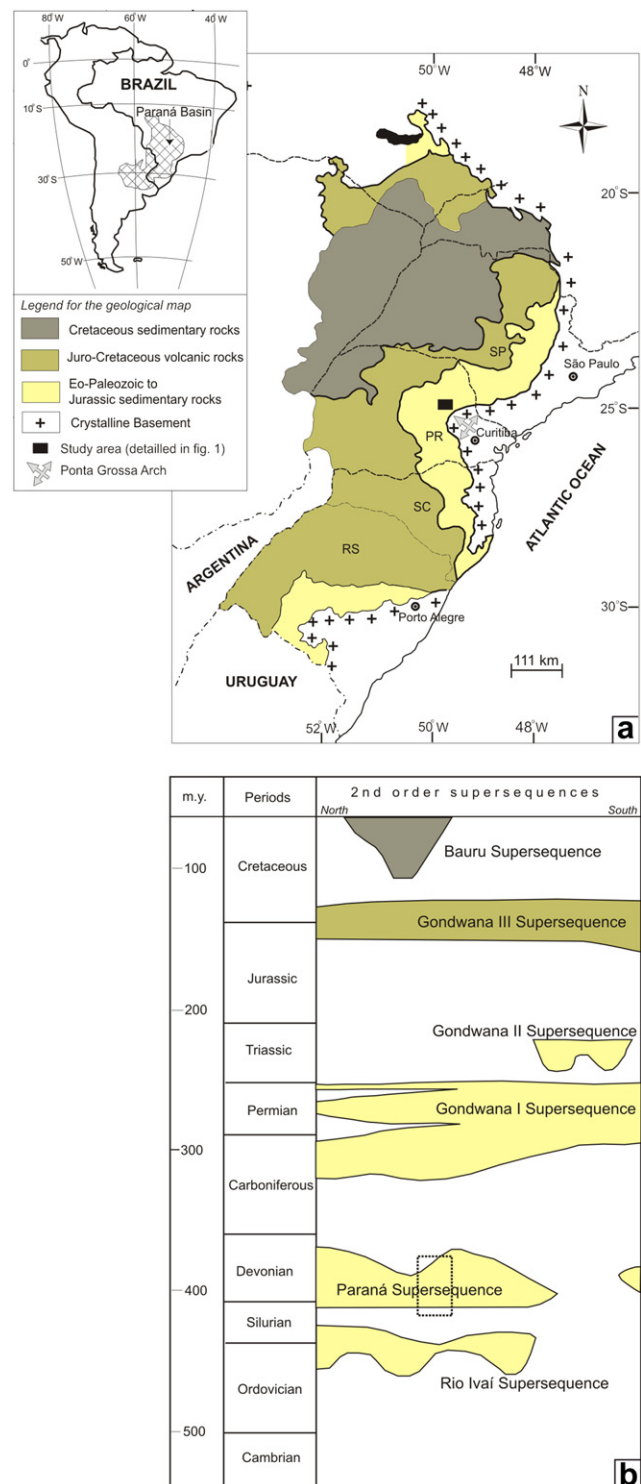 80°W
60°W
40°W
0°
BRAZIL
10°S
Paraná Basin
30°S
50°W
Legend for the geological map
Cretaceous sedimentary rocks
Juro-Cretaceous volcanic rocks
Eo-Paleozoic to
Jurassic sedimentary rocks
Crystalline Basement
Study area (detailled in fig. 1)
Ponta Grossa Arch
50°W
48°W
N
20°S
SP
São Paulo
25°S
PR
Curitiba
ATLANTIC OCEAN
SC
ARGENTINA
RS
30°S
Porto Alegre
111 km
URUGUAY
52°W
50°W
48°W
a
m.y.
Periods
2nd order supersequences
North
South
Bauru Supersequence
100
Cretaceous
Gondwana III Supersequence
Jurassic
200
Gondwana II Supersequence
Triassic
Permian
Gondwana I Supersequence
300
Carboniferous
Devonian
Paraná Supersequence
400
Silurian
Rio Ivaí Supersequence
Ordovician
500
Cambrian
b